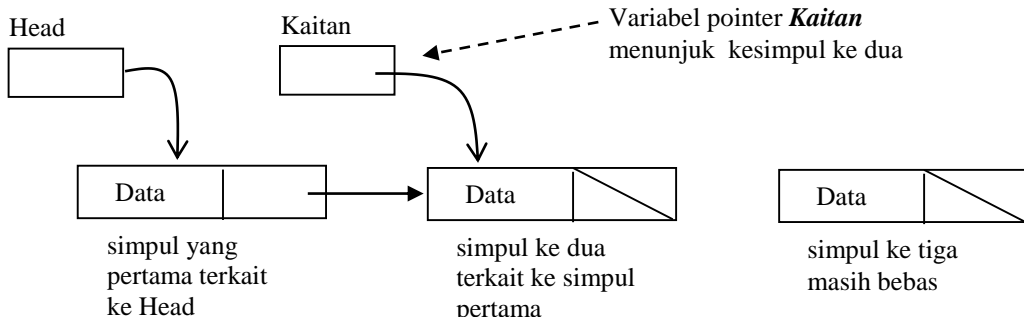 Head
Kaitan
Variabel pointer Kaitan
menunjuk kesimpul ke dua
Data
Data
Data
simpul yang
pertama terkait
ke Head
simpul ke dua
terkait ke simpul
pertama
simpul ke tiga
masih bebas